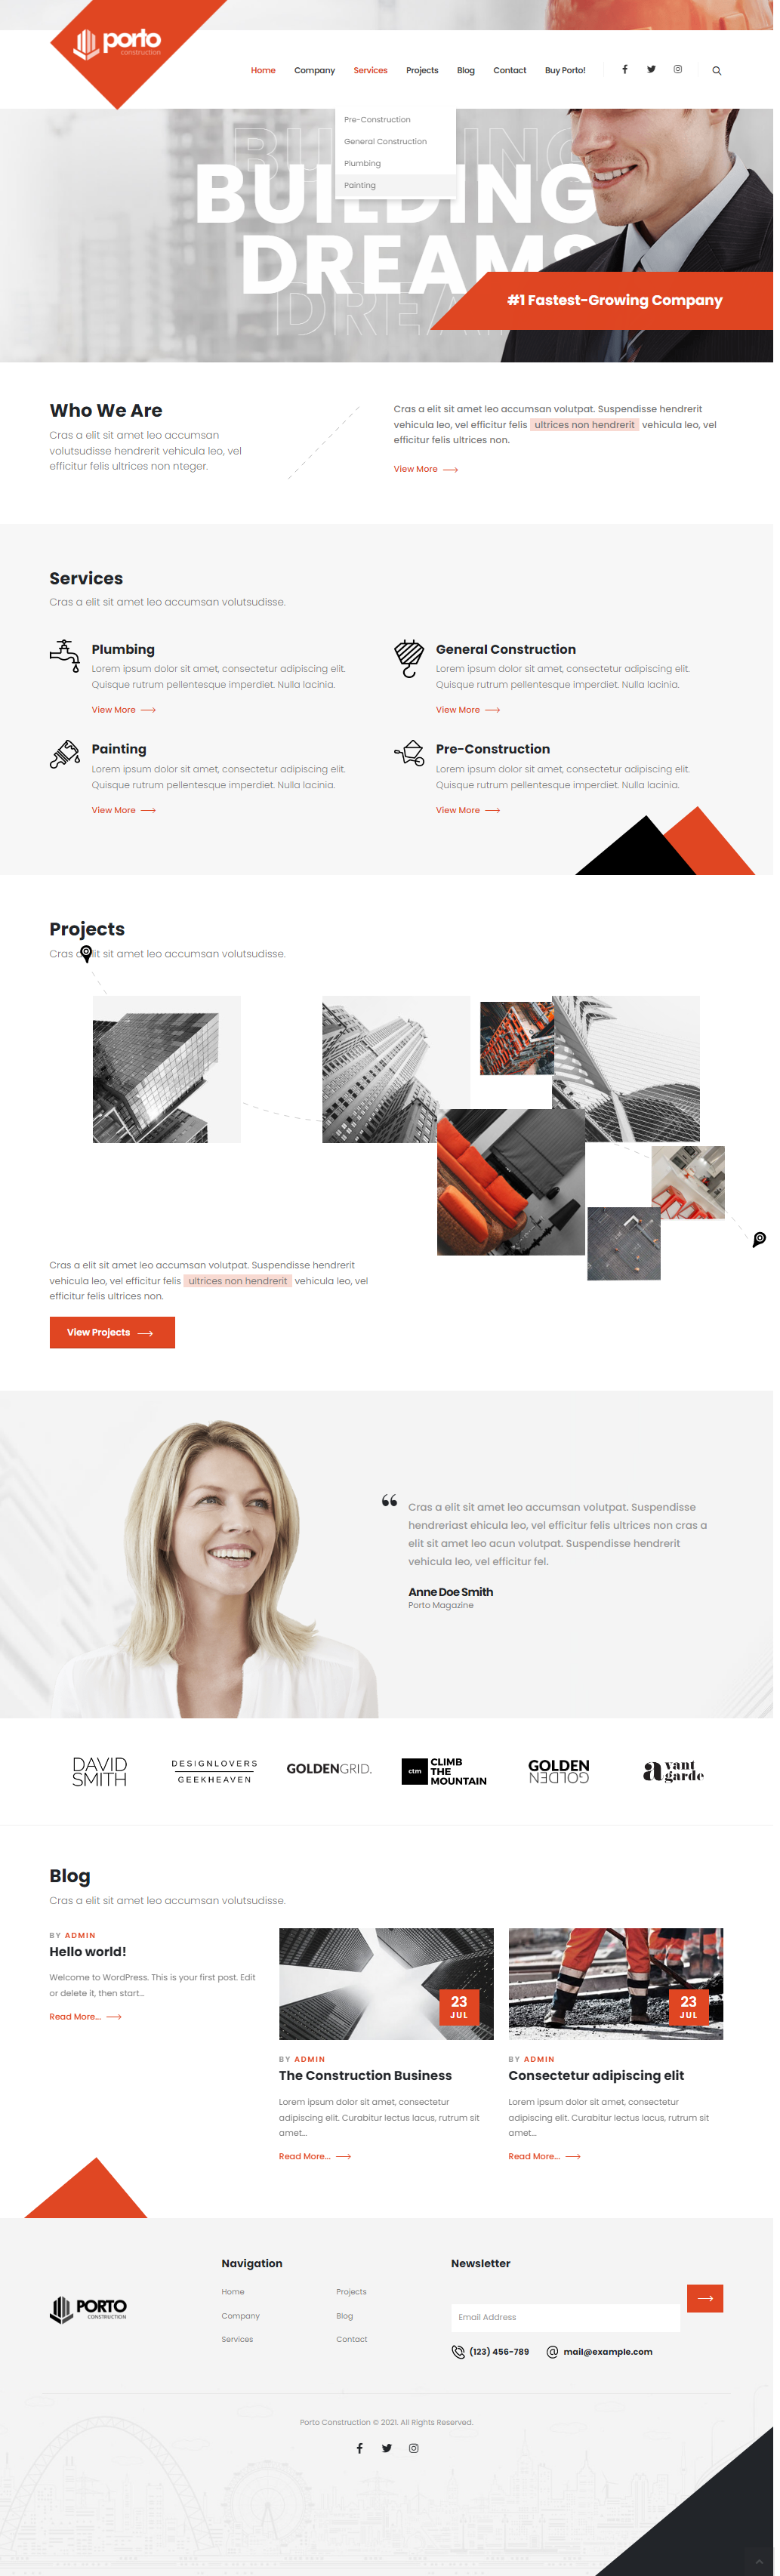 porto
construction
Home Company Services Projects Blog Contact Buy Porto!
Pre-Construction
General Construction
Plumbing
Painting
BUILDING
DREAMS
#1 Fastest-Growing Company
Who We Are
Cras a elit sit amet leo accumsan
volutsudisse hendrerit vehicula leo, vel
efficitur felis ultrices non nteger.
Cras a elit sit amet leo accumsan volutpat. Suspendisse hendrerit
vehicula leo, vel efficitur felis ultrices non hendrerit vehicula leo, vel
efficitur felis ultrices non.
View More
Services
Cras a elit sit amet leo accumsan volutsudisse.
Plumbing
Lorem ipsum dolor sit amet, consectetur adipiscing elit.
Quisque rutrum pellentesque imperdiet. Nulla lacinia.
View More
General Construction
Lorem ipsum dolor sit amet, consectetur adipiscing elit.
Quisque rutrum pellentesque imperdiet. Nulla lacinia.
View More
Painting
Lorem ipsum dolor sit amet, consectetur adipiscing elit.
Quisque rutrum pellentesque imperdiet. Nulla lacinia.
View More
Pre-Construction
Lorem ipsum dolor sit amet, consectetur adipiscing elit.
Quisque rutrum pellentesque imperdiet. Nulla lacinia.
View More
Projects
Cras a elit sit amet leo accumsan volutsudisse.
Cras a elit sit amet leo accumsan volutpat. Suspendisse hendrerit
vehicula leo, vel efficitur felis ultrices non hendrerit vehicula leo, vel
efficitur felis ultrices non.
View Projects
Cras a elit sit amet leo accumsan volutpat. Suspendisse
hendreriast ehicula leo, vel efficitur felis ultrices non cras a
elit sit amet leo acun volutpat. Suspendisse hendrerit
vehicula leo, vel efficitur fel.
Anne Doe Smith
Porto Magazine
DAVID
SMITH
DESIGNLOVERS
GEEKHEAVEN
GOLDENGRID.
ctm
CLIMB
THE
MOUNTAIN
GOLDEN
GOLDEN
a vant
garde
Blog
Cras a elit sit amet leo accumsan volutsudisse.
BY ADMIN
Hello world!
Welcome to WordPress. This is your first post. Edit
or delete it, then start...
Read More...
23
JUL
BY ADMIN
The Construction Business
Lorem ipsum dolor sit amet, consectetur
adipiscing elit. Curabitur lectus lacus, rutrum sit
amet...
Read More...
23
JUL
BY ADMIN
Consectetur adipiscing elit
Lorem ipsum dolor sit amet, consectetur
adipiscing elit. Curabitur lectus lacus, rutrum sit
amet...
Read More...
PORTO
CONSTRUCTION
Navigation
Home Projects
Company Blog
Services Contact
Newsletter
Email Address
(123) 456-789 mail@example.com
Porto Construction © 2021. All Rights Reserved.